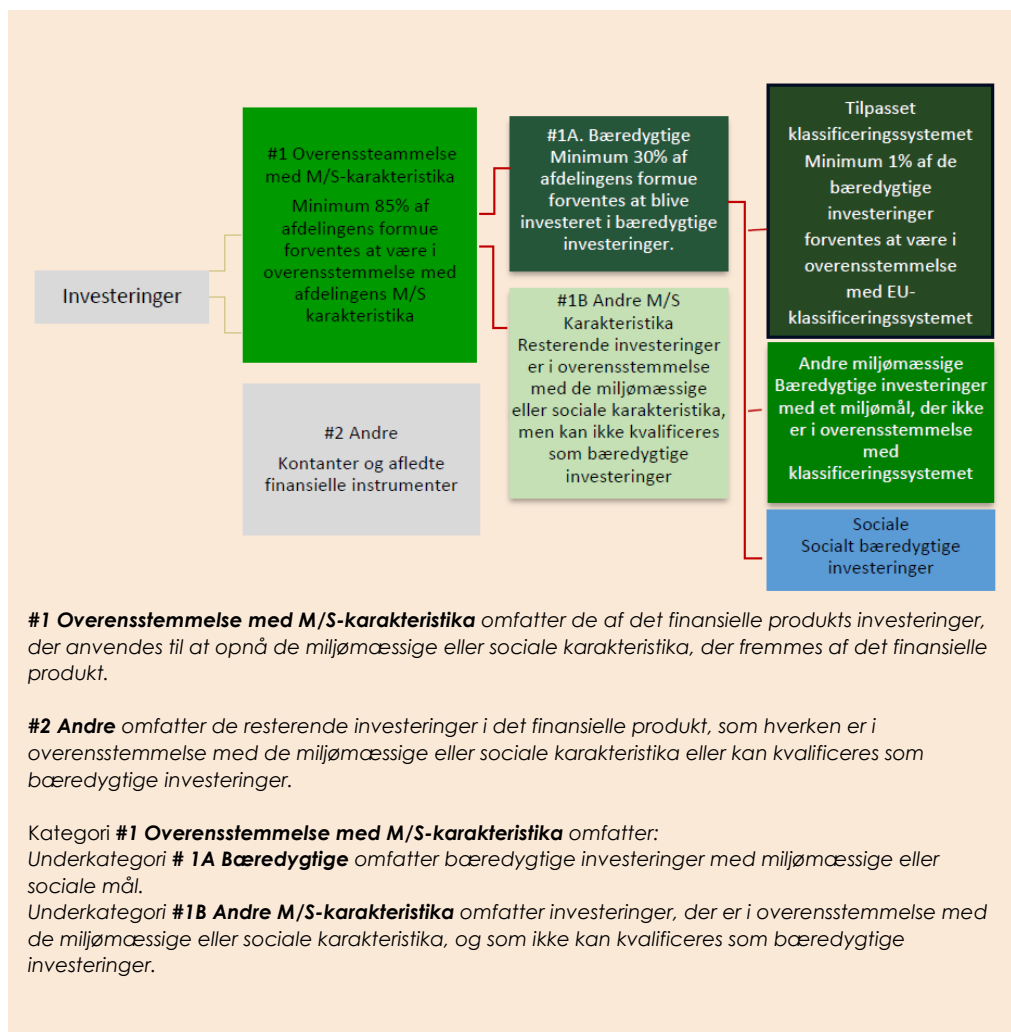 Investeringer
#1 Overenssteammelse
med M/S-karakteristika
Minimum 85% af
afdelingens formue
forventes at være i
overensstemmelse med
afdelingens M/S
karakteristika
#2 Andre
Kontanter og afledte
finansielle instrumenter
#1A. Bæredygtige
Minimum 30% af
afdelingens formue
forventes at blive
investeret i bæredygtige
investeringer.
#1B Andre M/S
Karakteristika
Resterende investeringer
er i overensstemmelse
med de miljømæssige
eller sociale karakteristika,
men kan ikke kvalificeres
som bæredygtige
investeringer
Tilpasset
klassificeringssystemet
Minimum 1% af de
bæredygtige
investeringer
forventes at være i
overensstemmelse
med EU-
klassificeringssystemet
Andre miljømæssige
Bæredygtige investeringer
med et miljømål, der ikke
er i overensstemmelse
med
klassificeringssystemet
Sociale
Socialt bæredygtige
investeringer
#1 Overensstemmelse med M/S-karakteristika omfatter de af det finansielle produkts investeringer,
der anvendes til at opnå de miljømæssige eller sociale karakteristika, der fremmes af det finansielle
produkt.
#2 Andre omfatter de resterende investeringer i det finansielle produkt, som hverken er i
overensstemmelse med de miljømæssige eller sociale karakteristika eller kan kvalificeres som
bæredygtige investeringer.
Kategori #1 Overensstemmelse med M/S-karakteristika omfatter:
Underkategori # 1A Bæredygtige omfatter bæredygtige investeringer med miljømæssige eller
sociale mål.
Underkategori #1B Andre M/S-karakteristika omfatter investeringer, der er i overensstemmelse med
de miljømæssige eller sociale karakteristika, og som ikke kan kvalificeres som bæredygtige
investeringer.